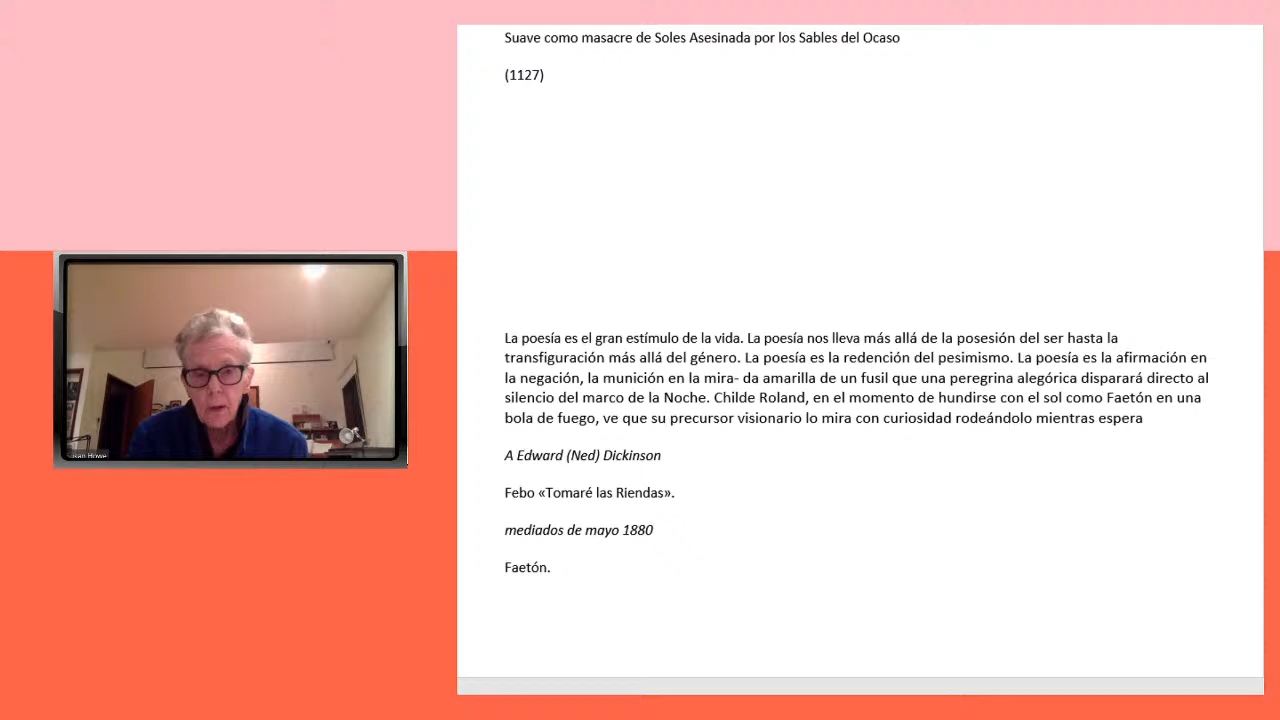 Suave como masacre de Soles Asesinada por los Sables del Ocaso
(1127)
La poesía es el gran estímulo de la vida. La poesía nos lleva más allá de la posesión del ser hasta la
transfiguración más allá del género. La poesía es la redención del pesimismo. La poesía es la afirmación en
la negación, la munición en la mira- da amarilla de un fusil que una peregrina alegórica disparará directo al
silencio del marco de la Noche. Childe Roland, en el momento de hundirse con el sol como Faetón en una
bola de fuego, ve que su precursor visionario lo mira con curiosidad rodeándolo mientras espera
A Edward (Ned) Dickinson
Febo «Tomaré las Riendas».
mediados de mayo 1880
Faetón.
Howe